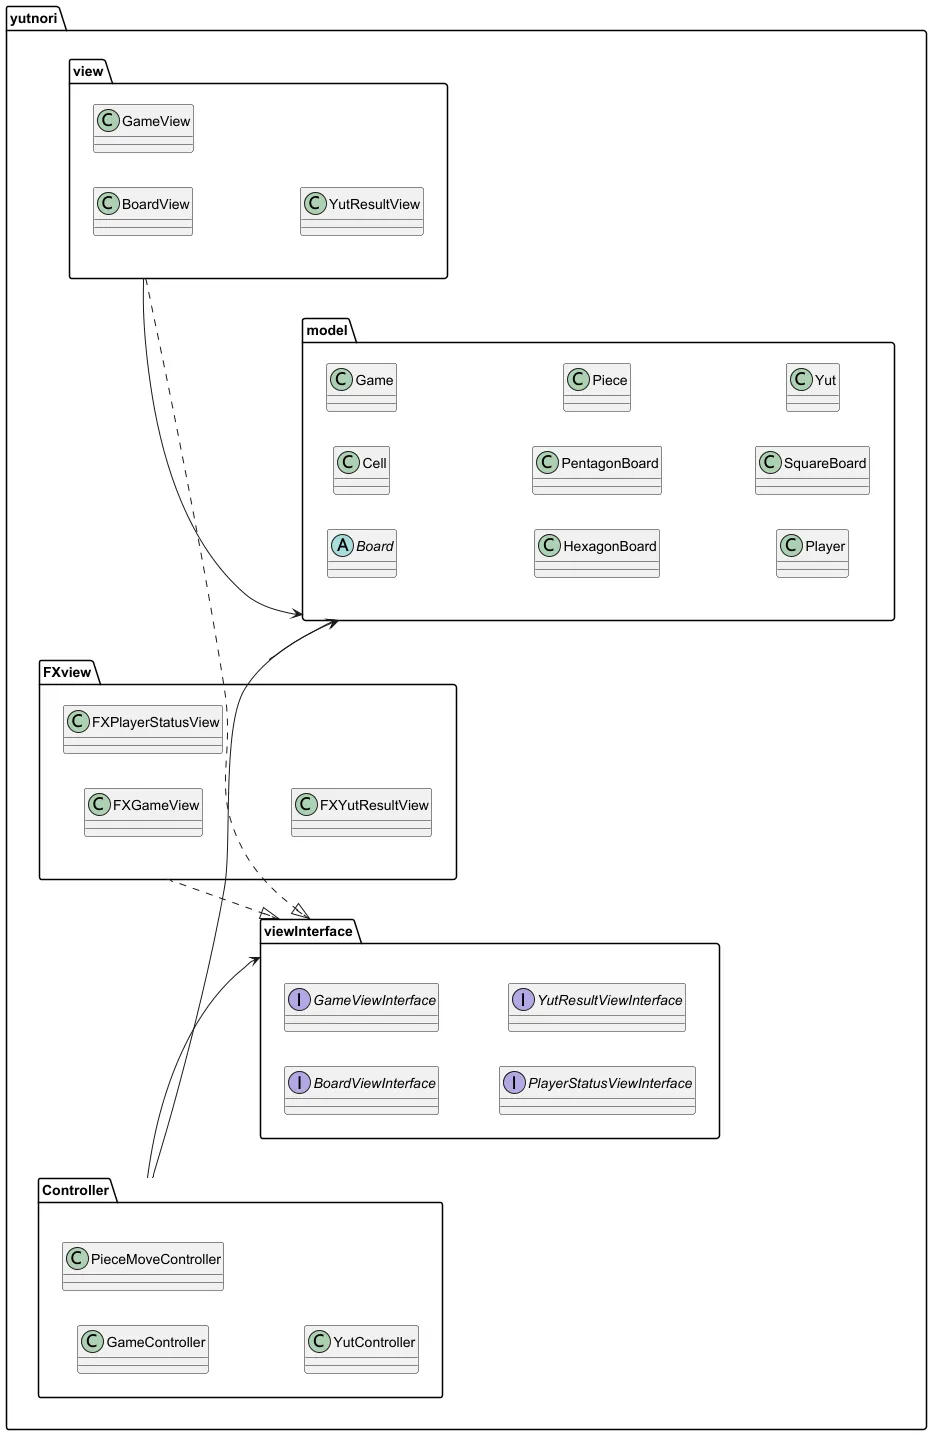 yutnori
view
C GameView
C BoardView
C YutResultView
model
C Game
C Piece
C Yut
C Cell
C PentagonBoard
C SquareBoard
A Board
C HexagonBoard
C Player
FXview
C FXPlayerStatusView
C FXGameView
C FXYutResultView
viewInterface
I GameViewInterface
I YutResultViewInterface
I BoardViewInterface
I PlayerStatusViewInterface
Controller
C PieceMoveController
C GameController
C YutController